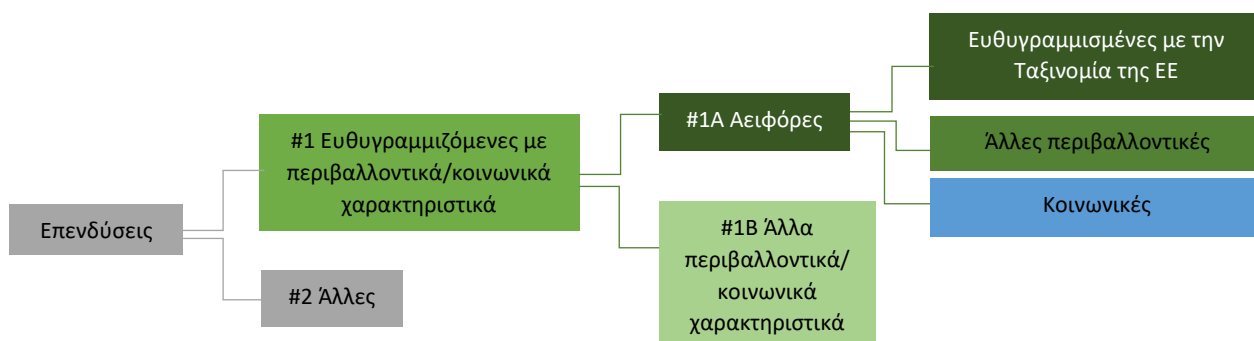 Επενδύσεις
#1 Ευθυγραμμιζόμενες με
περιβαλλοντικά/κοινωνικά
χαρακτηριστικά
#2 Άλλες
#1Α Αειφόρες
#1Β Άλλα
περιβαλλοντικά/
κοινωνικά
χαρακτηριστικά
Ευθυγραμμισμένες με την
Ταξινομία της ΕΕ
Άλλες περιβαλλοντικές
Κοινωνικές